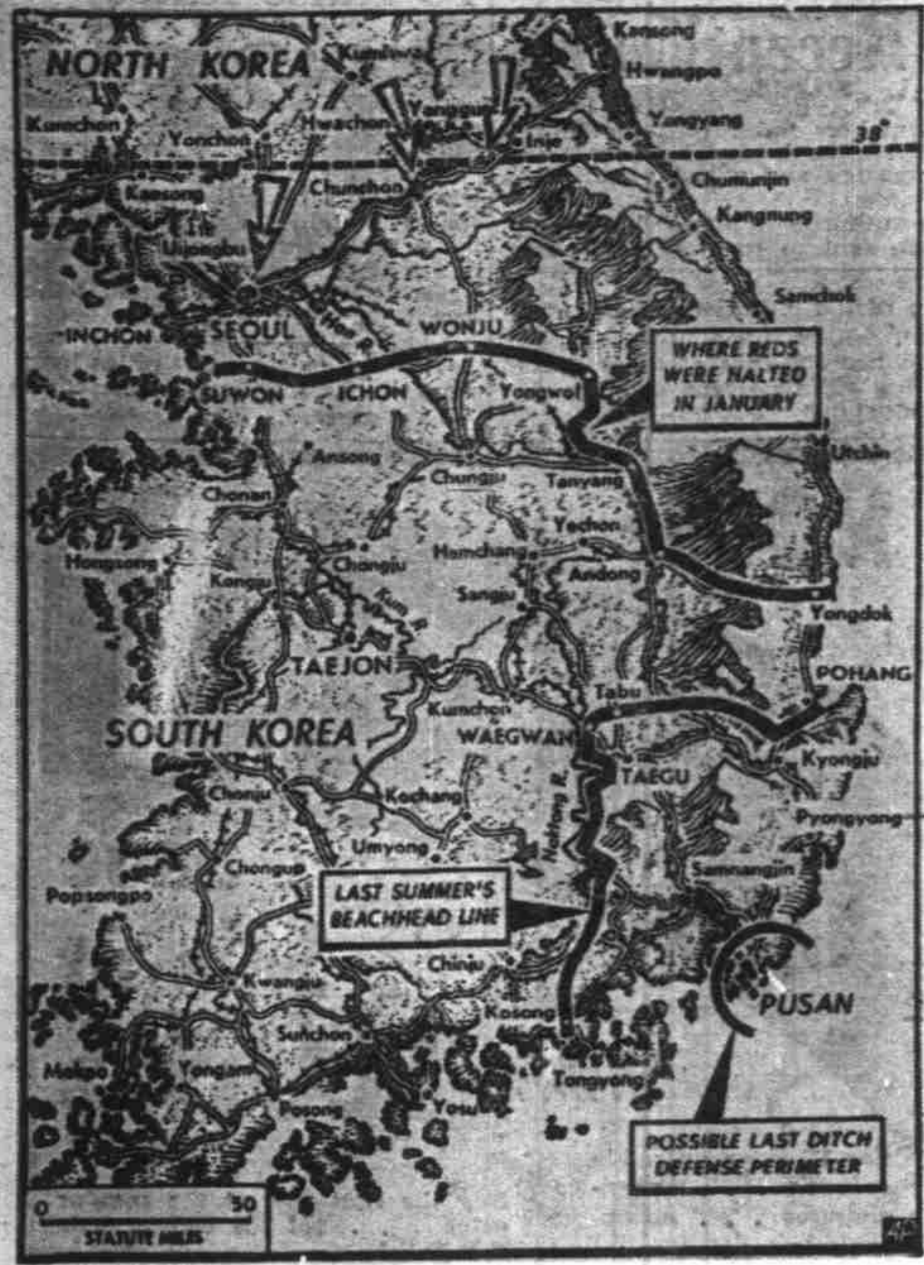 Kansong
NORTH KOREA
Kumhwa
Hwangpo
Kumchon
Yonchon
Hwachon
Yanggu
Inje
Yangyang
38°
Kaesong
Chunchon
Chumunjin
Uijongbu
Kangnung
Samchok
INCHON
SEOUL
Han R.
WONJU
WHERE REDS
WERE HALTED
IN JANUARY
SUWON
ICHON
Yongwol
Ansong
Utchin
Chonan
Chungju
Tanyang
Yechon
Hongsong
Chongju
Hamchang
Kongju
Andong
Kum R.
Sangju
Yongdok
TAEJON
POHANG
Tabu
Kumchon
SOUTH KOREA
WAEGWAN
TAEGU
Kyongju
Chonju
Kochang
Naktong R.
Pyongyang
Umyong
Chongup
Samnangjin
Popsongpo
LAST SUMMER'S
BEACHHEAD LINE
Chinju
Kwangju
Kosong
PUSAN
Sunchon
Mokpo
Yongam
Tongyong
Posong
Yosu
POSSIBLE LAST DITCH
DEFENSE PERIMETER
0 50
STATUTE MILES